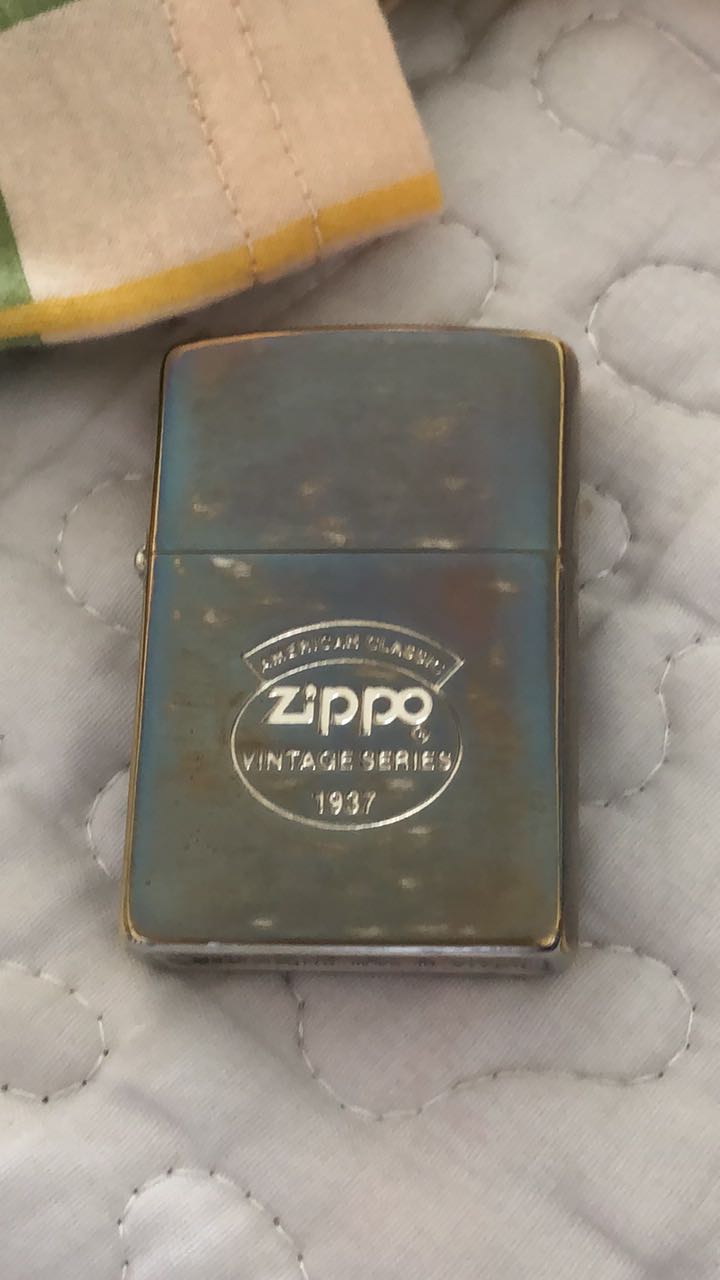 AMERICAN CLASSIC
zippo
®
VINTAGE SERIES
1937